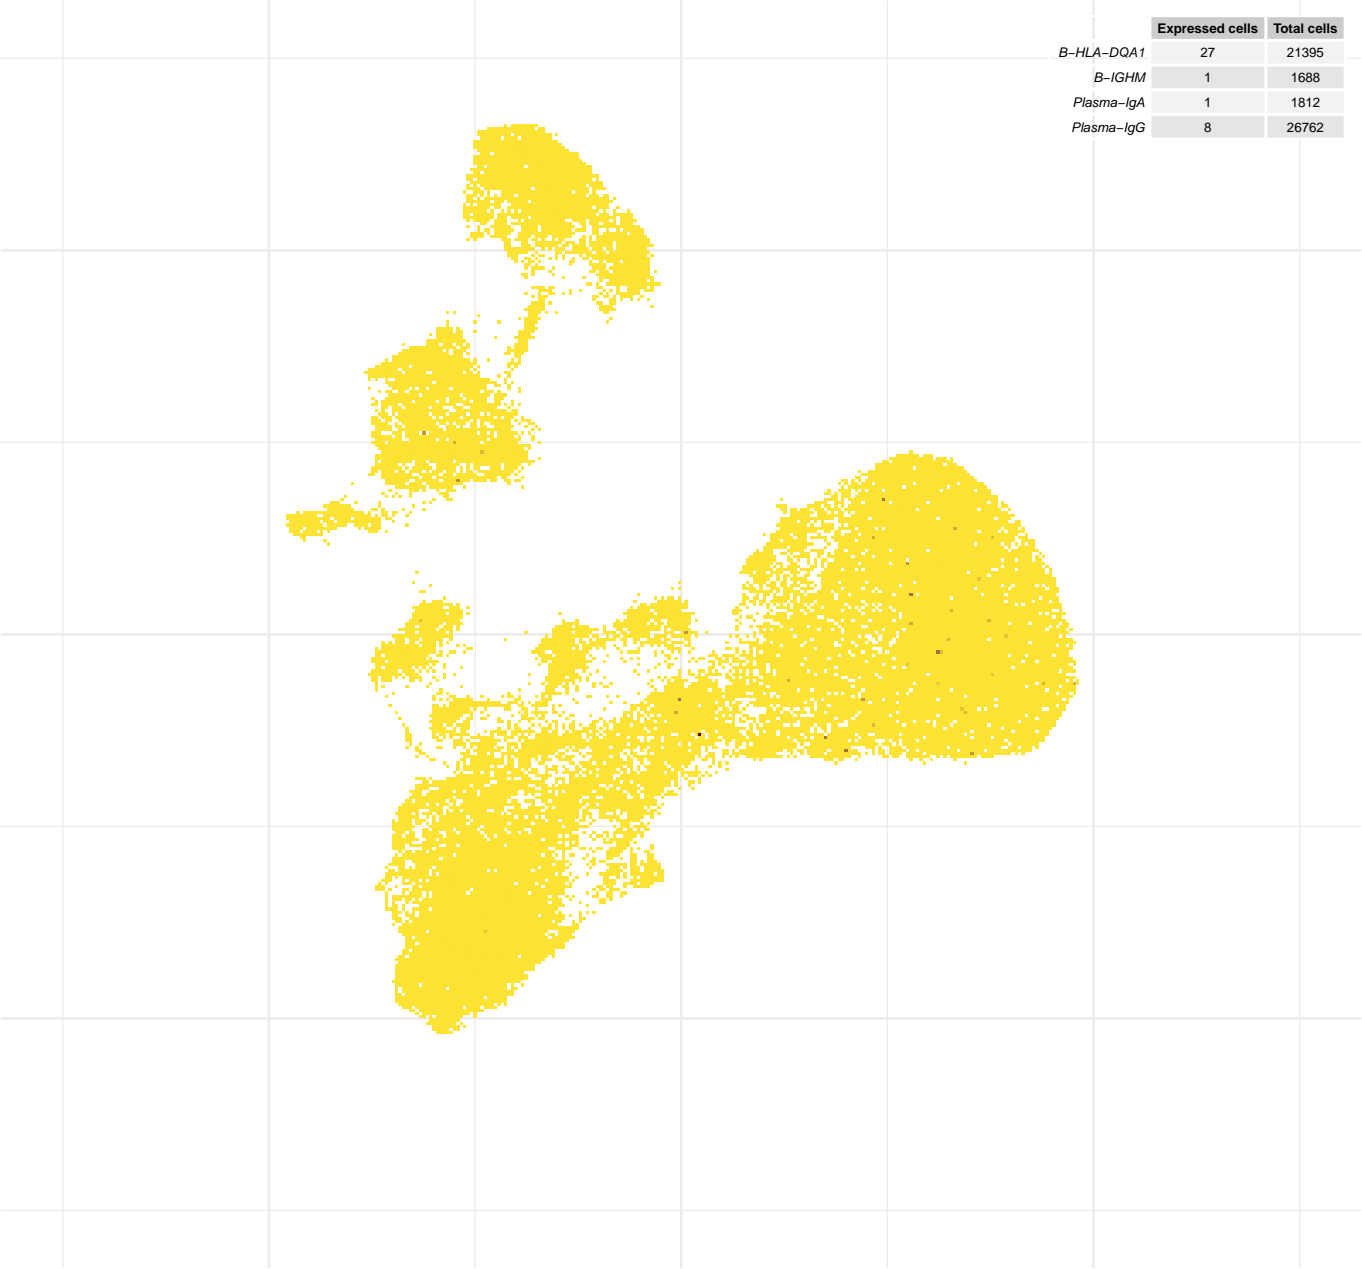 Expressed cells Total cells
B−HLA−DQA1 27 21395
B−IGHM 1 1688
Plasma−IgA 1 1812
Plasma−IgG 8 26762